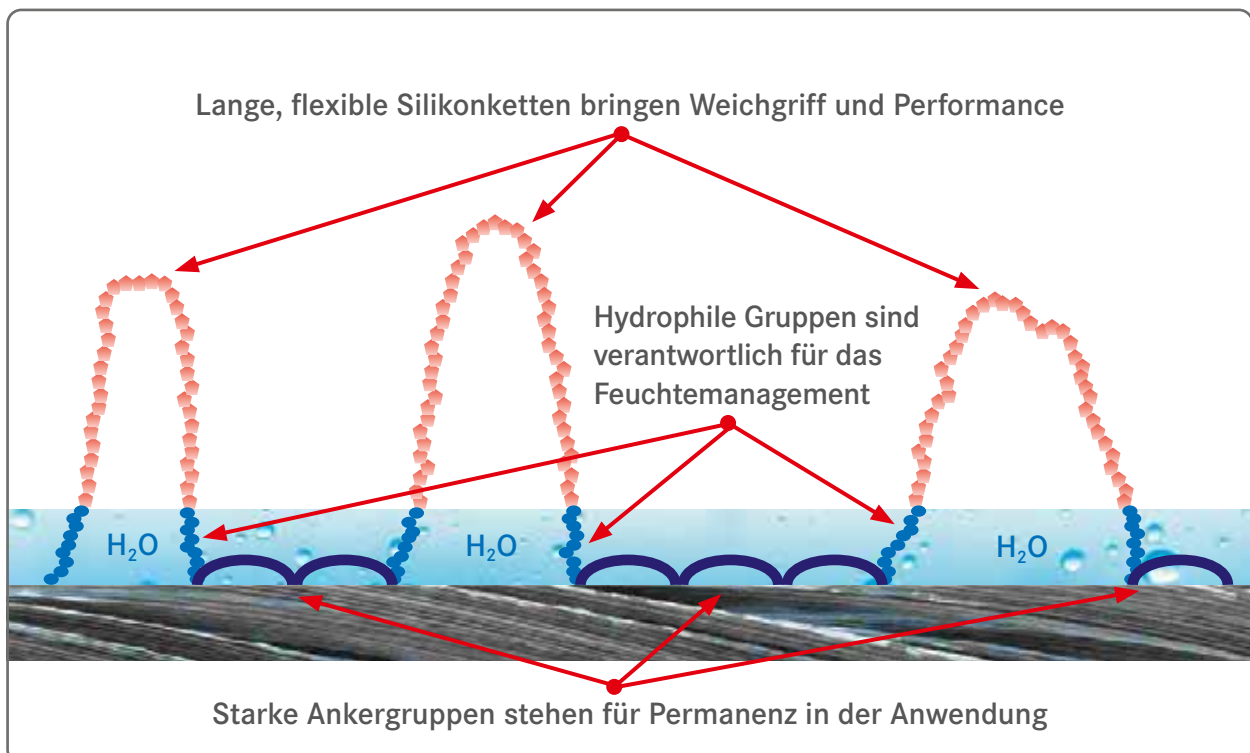 Lange, flexible Silikonketten bringen Weichgriff und Performance
Hydrophile Gruppen sind
verantwortlich für das
Feuchtemanagement
H₂O
H₂O
H₂O
Starke Ankergruppen stehen für Permanenz in der Anwendung